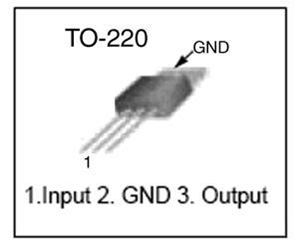 TO-220
GND
1
1.Input 2. GND 3. Output